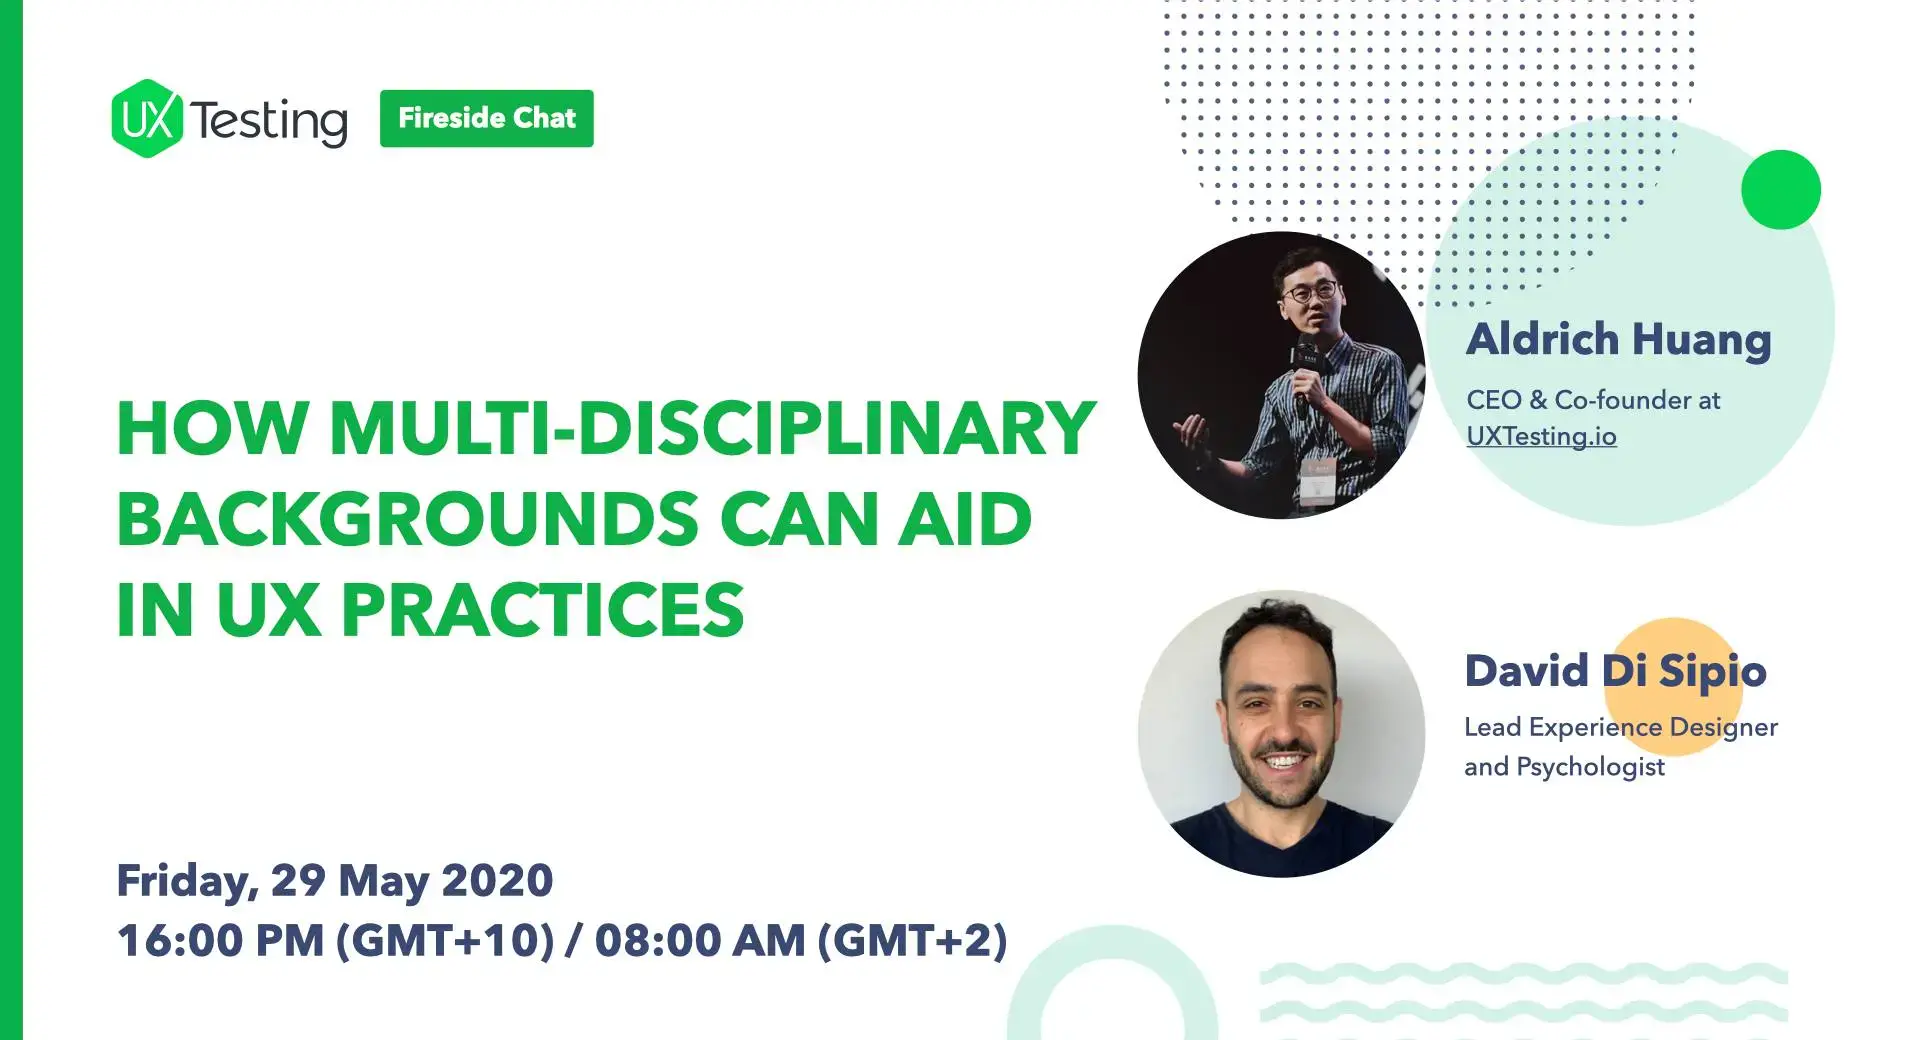 UX Testing
Fireside Chat
HOW MULTI-DISCIPLINARY
BACKGROUNDS CAN AID
IN UX PRACTICES
Friday, 29 May 2020
16:00 PM (GMT+10) / 08:00 AM (GMT+2)
Aldrich Huang
CEO & Co-founder at
UXTesting.io
David Di Sipio
Lead Experience Designer
and Psychologist